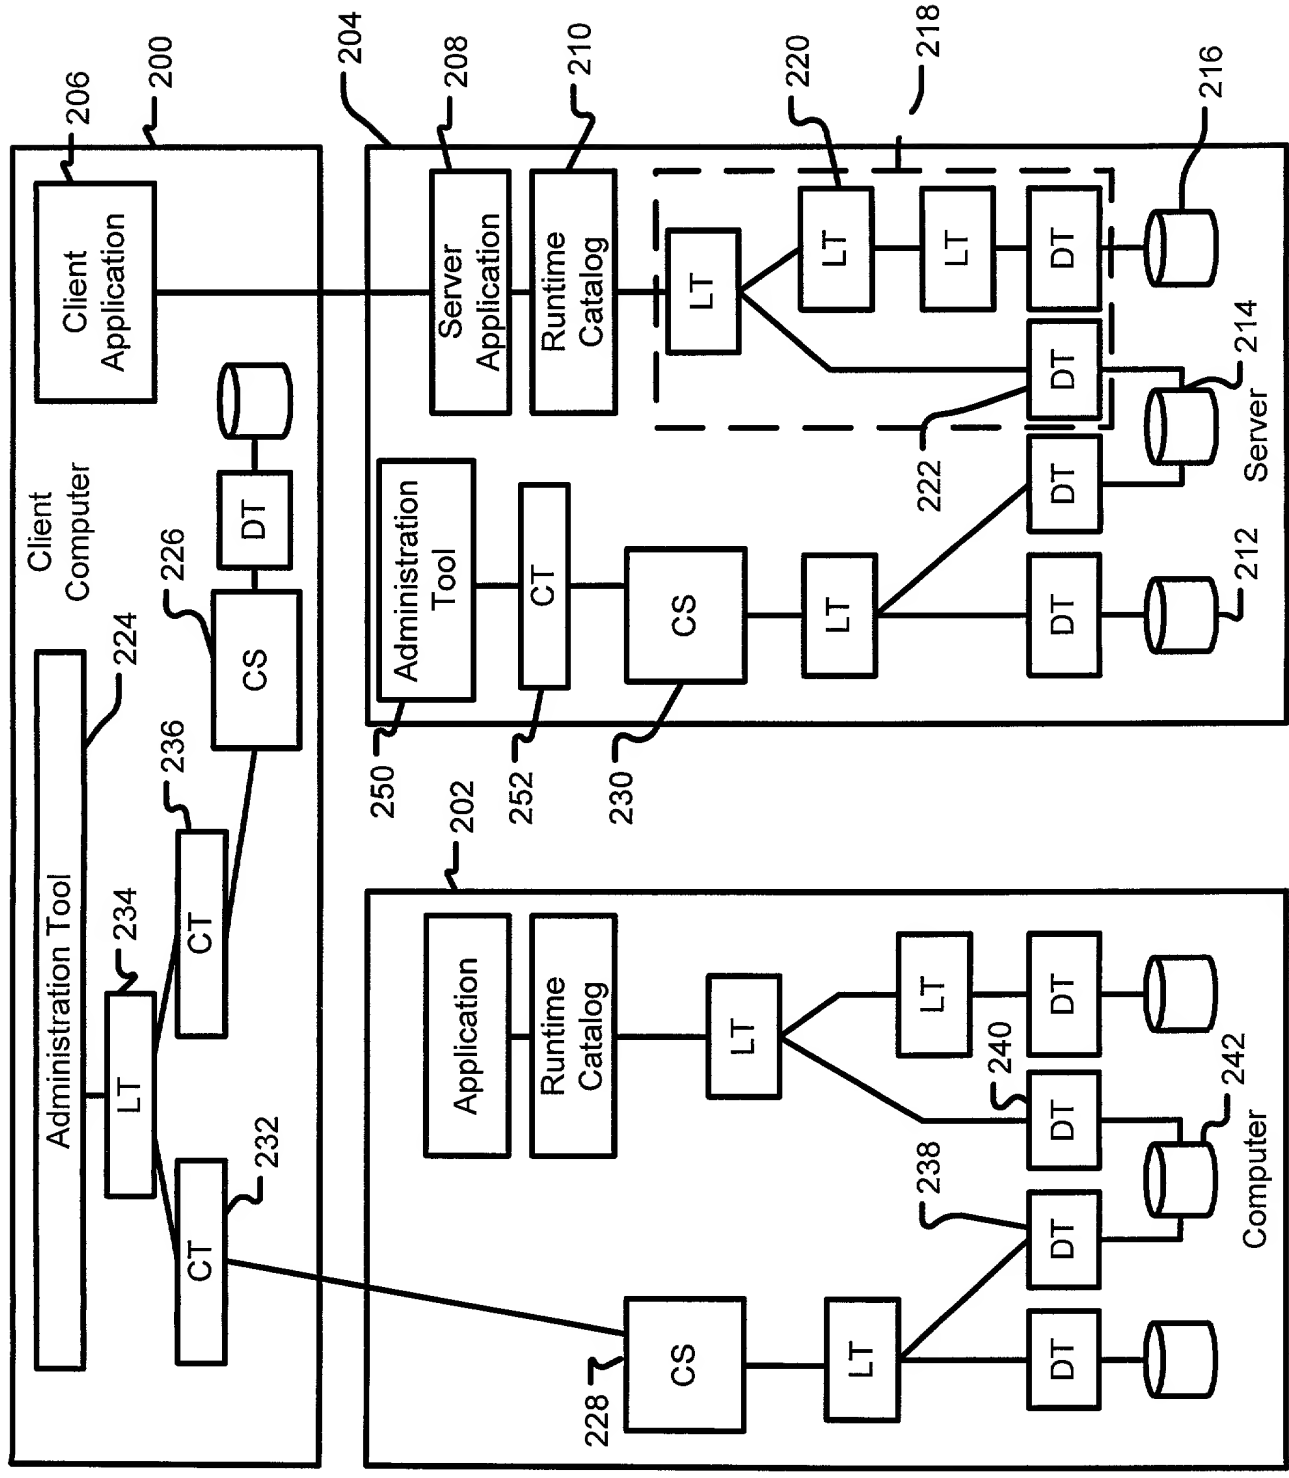 Client
Computer
200
Administration Tool
224
LT
234
CT
232
CT
236
CS
226
DT
Client
Application
206
204
Server
Application
208
Runtime
Catalog
210
LT
LT
220
LT
DT
DT
222
218
216
214
Server
Administration
Tool
250
CT
252
CS
230
LT
DT
DT
212
202
Application
Runtime
Catalog
LT
LT
DT
DT
240
CS
228
LT
DT
238
DT
242
Computer